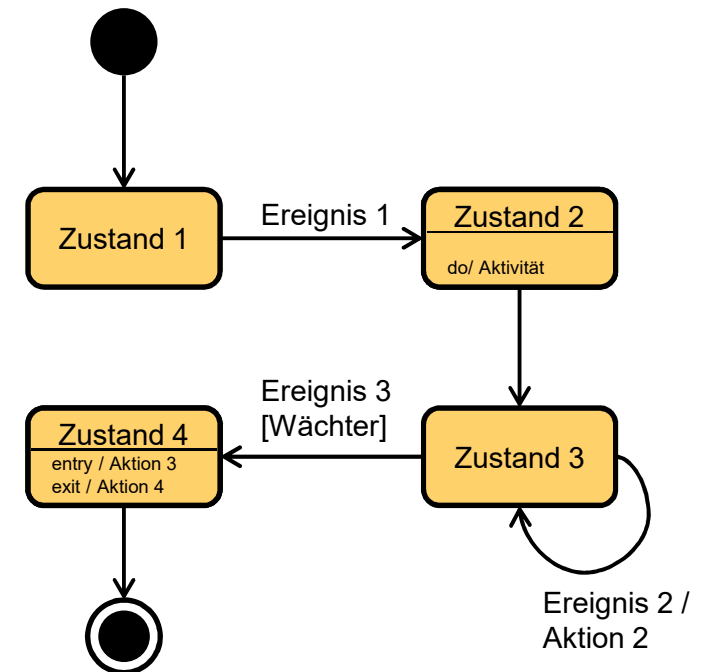 Zustand 1
Ereignis 1
Zustand 2
do/ Aktivität
Ereignis 3
[Wächter]
Zustand 4
entry / Aktion 3
exit / Aktion 4
Zustand 3
Ereignis 2 /
Aktion 2